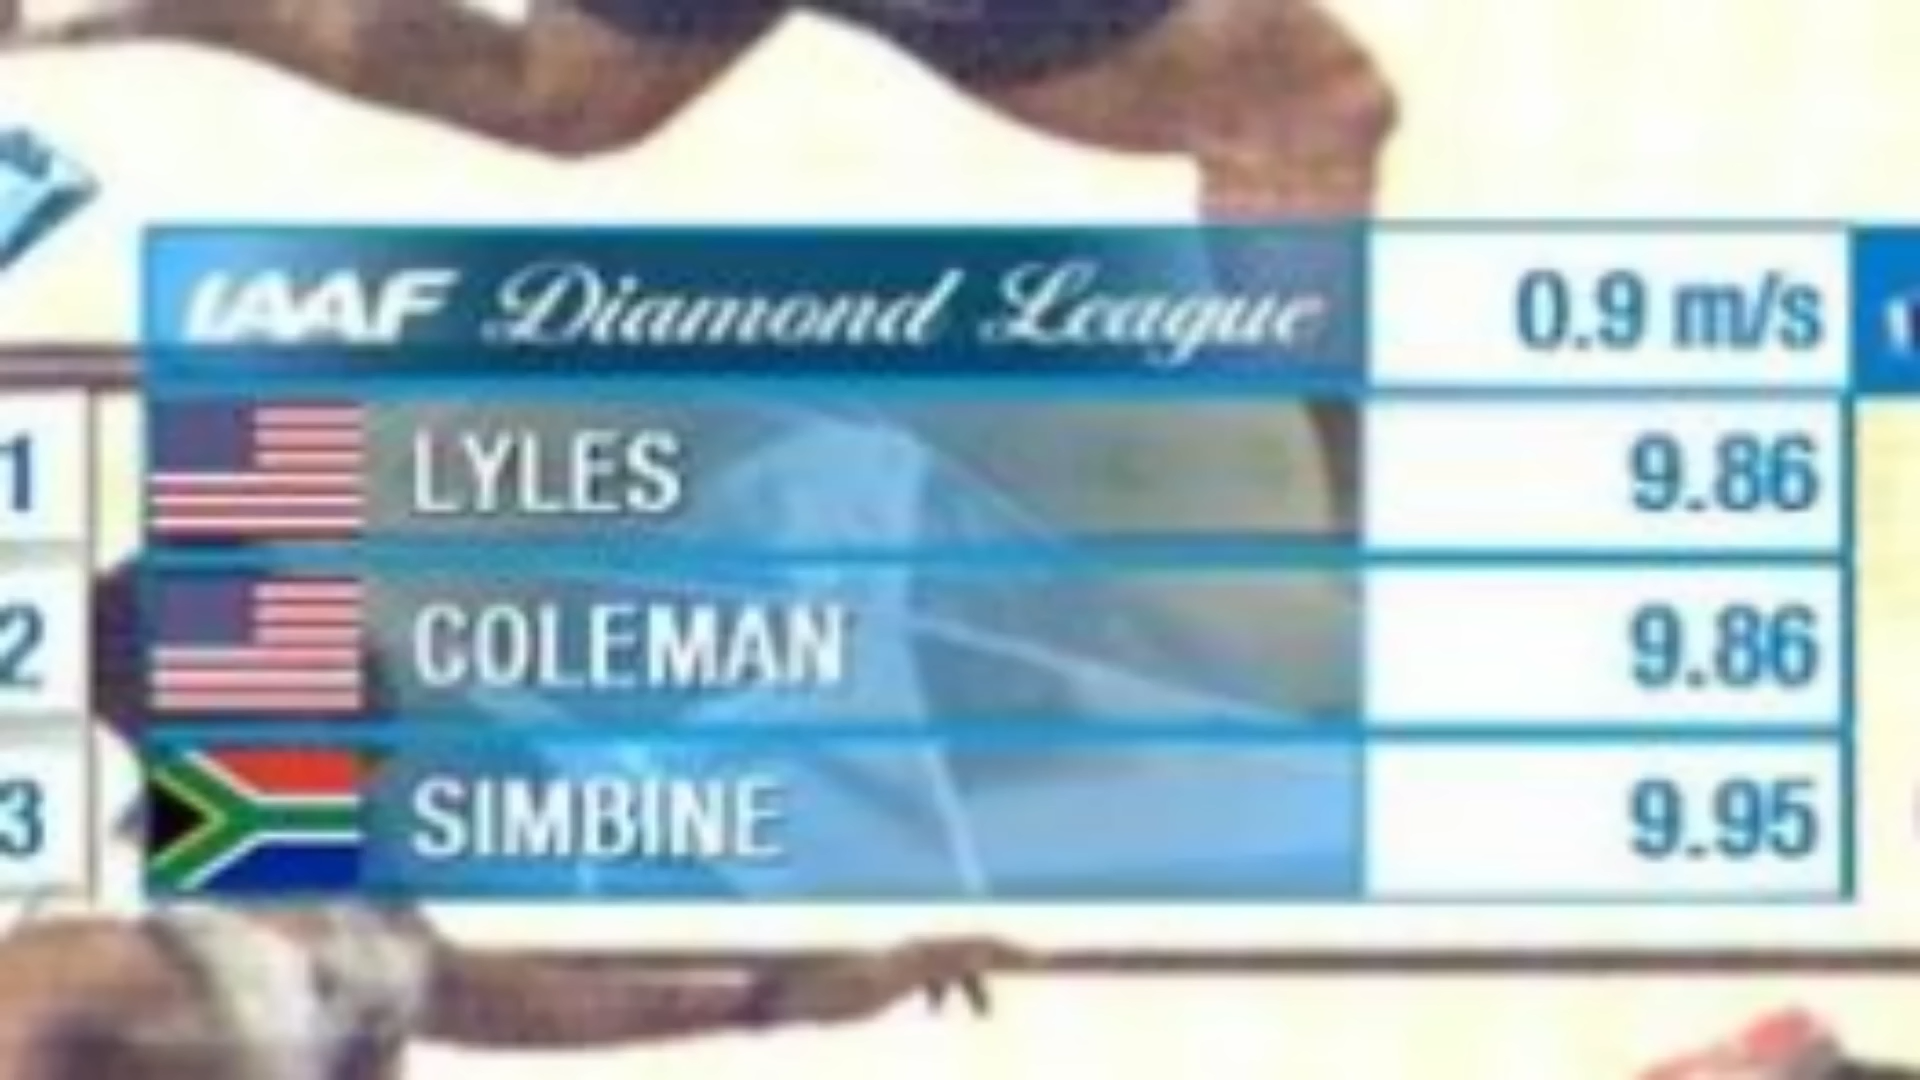 IAAF Diamond League 0.9 m/s
1 LYLES 9.86
2 COLEMAN 9.86
3 SIMBINE 9.95